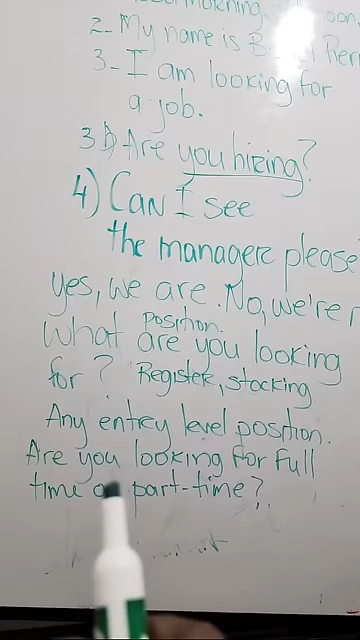 2- My name is
3- I am looking for
a job.
3b) Are you hiring?
4) Can I see
the manager please
yes, we are. No, we're
position.
What are you looking
for? Register, stocking
Any entry level position.
Are you looking for full
time or part-time?